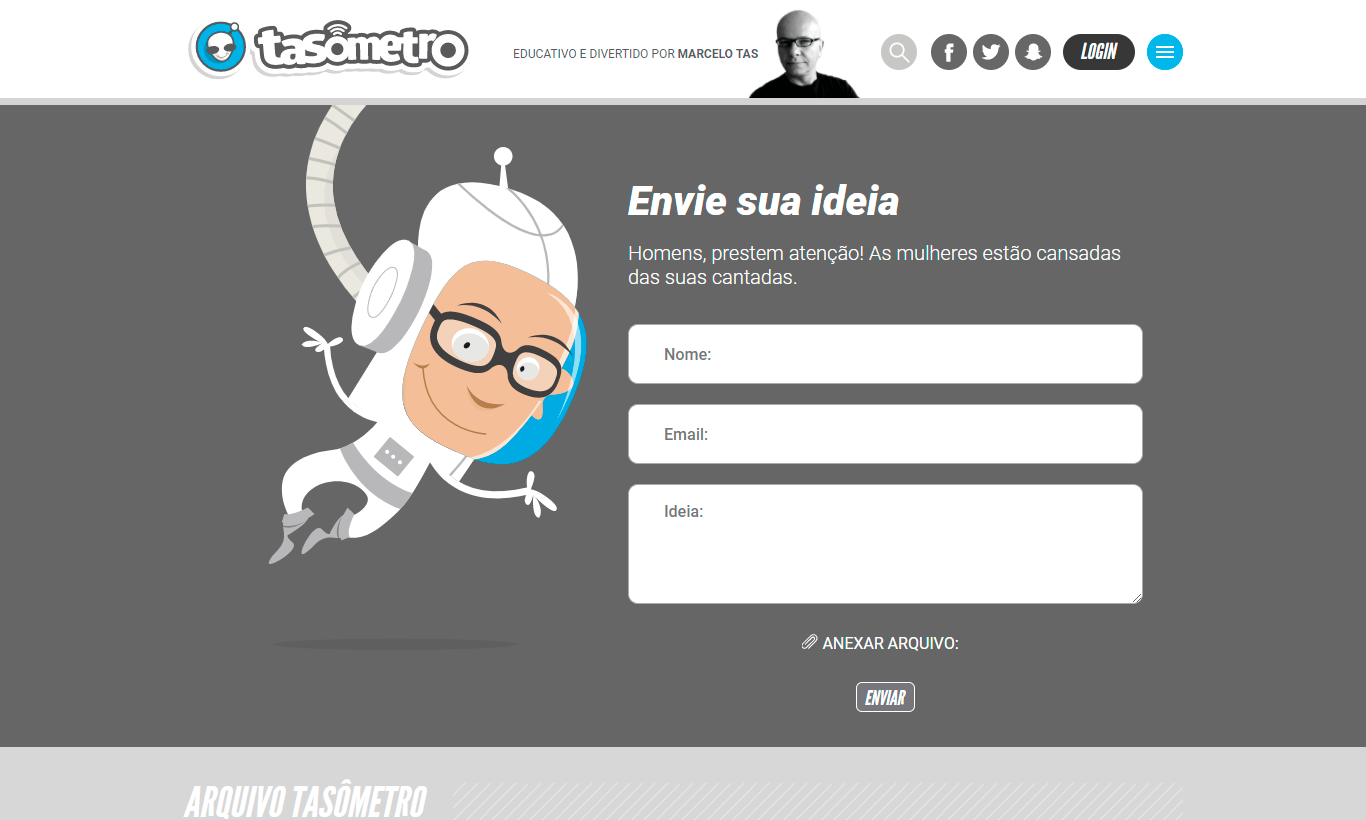 tasômetro
EDUCATIVO E DIVERTIDO POR MARCELO TAS
LOGIN
Envie sua ideia
Homens, prestem atenção! As mulheres estão cansadas
das suas cantadas.
Nome:
Email:
Ideia:
ANEXAR ARQUIVO:
ENVIAR
ARQUIVO TASÔMETRO